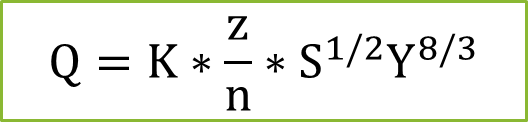 Q = K * z/n * S^{1/2}Y^{8/3}